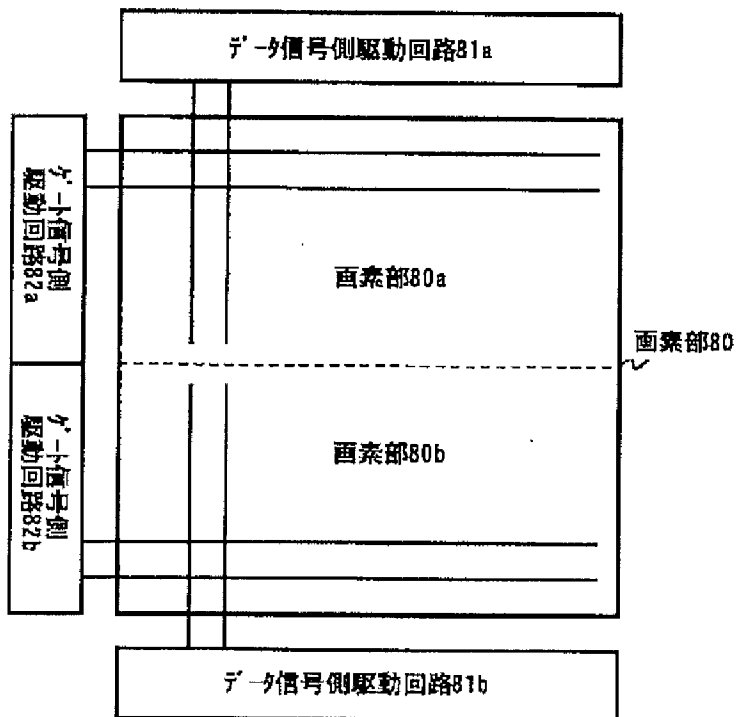 データ信号側駆動回路81a
ゲート信号側
駆動回路82a
画素部80a
画素部80
ゲート信号側
駆動回路82b
画素部80b
データ信号側駆動回路81b